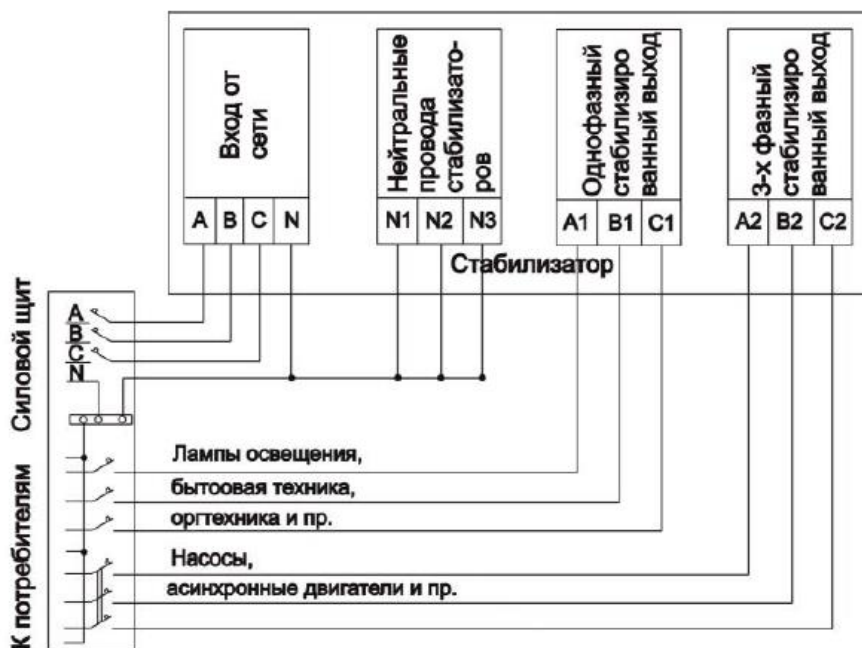 Вход от
сети
A B C N
Нейтральные
провода
стабилизато-
ров
N1 N2 N3
Однофазный
стабилизиро
ванный выход
A1 B1 C1
3-х фазный
стабилизиро
ванный выход
A2 B2 C2
Стабилизатор
Силовой щит
A
B
C
N
К потребителям
Лампы освещения,
бытоовая техника,
оргтехника и пр.
Насосы,
асинхронные двигатели и пр.